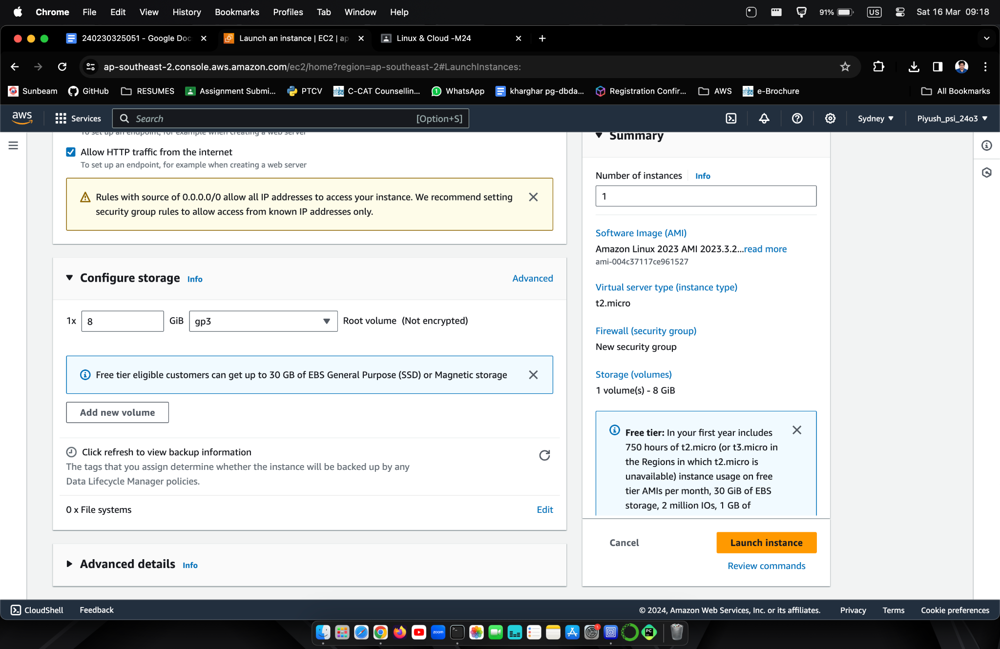 Chrome File Edit View History Bookmarks Profiles Tab Window Help 91% US Sat 16 Mar 09:18
240230325051 - Google Doc Launch an instance | EC2 | ap Linux & Cloud -M24
ap-southeast-2.console.aws.amazon.com/ec2/home?region=ap-southeast-2#LaunchInstances:
Sunbeam GitHub RESUMES Assignment Submi... PTCV C-CAT Counsellin... WhatsApp kharghar pg-dbda... Registration Confir... AWS e-Brochure All Bookmarks
aws Services Search [Option+S] Sydney Piyush_psi_24o3
To set up an endpoint, for example when creating a web server
Allow HTTP traffic from the internet
To set up an endpoint, for example when creating a web server
Rules with source of 0.0.0.0/0 allow all IP addresses to access your instance. We recommend setting
security group rules to allow access from known IP addresses only.
Configure storage Info Advanced
1x 8 GiB gp3 Root volume (Not encrypted)
Free tier eligible customers can get up to 30 GB of EBS General Purpose (SSD) or Magnetic storage
Add new volume
Click refresh to view backup information
The tags that you assign determine whether the instance will be backed up by any
Data Lifecycle Manager policies.
0 x File systems Edit
Advanced details Info
Summary
Number of instances Info
1
Software Image (AMI)
Amazon Linux 2023 AMI 2023.3.2...read more
ami-004c37117ce961527
Virtual server type (instance type)
t2.micro
Firewall (security group)
New security group
Storage (volumes)
1 volume(s) - 8 GiB
Free tier: In your first year includes
750 hours of t2.micro (or t3.micro in
the Regions in which t2.micro is
unavailable) instance usage on free
tier AMIs per month, 30 GiB of EBS
storage, 2 million IOs, 1 GB of
Cancel Launch instance
Review commands
CloudShell Feedback © 2024, Amazon Web Services, Inc. or its affiliates. Privacy Terms Cookie preferences
zoom 1 PC